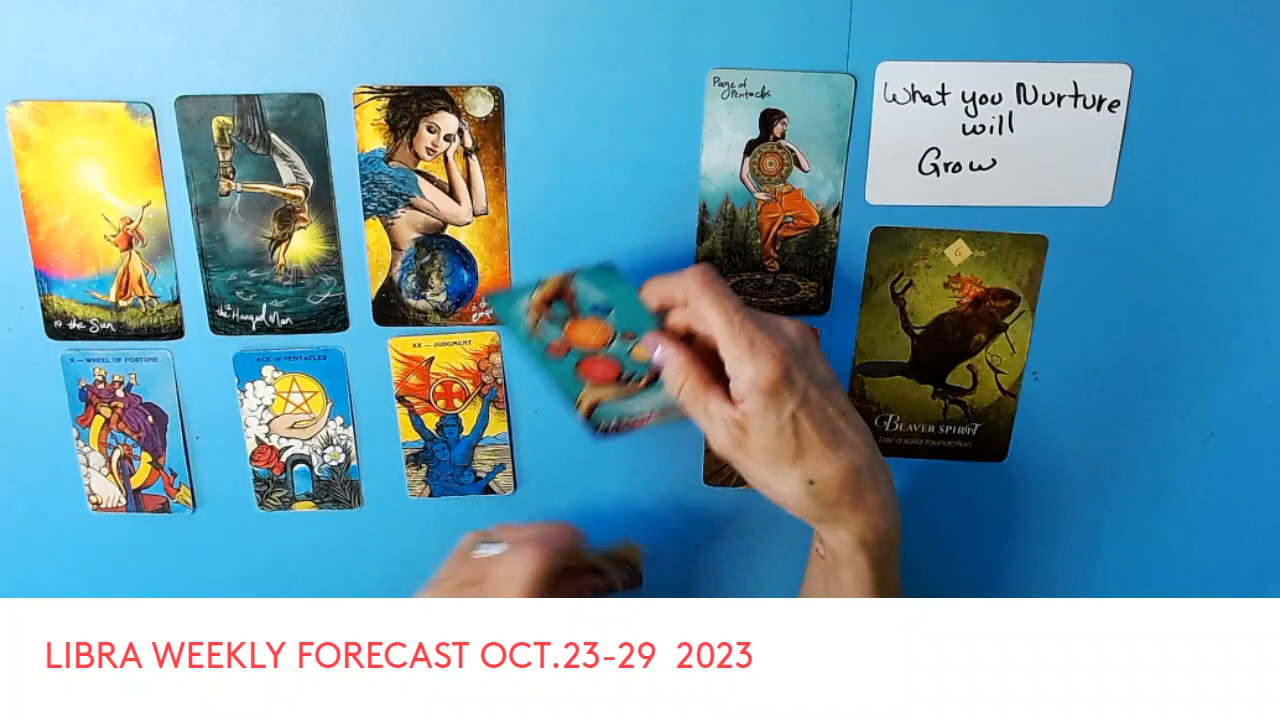 19 the Sun
the Hanged Man
Page of
Pentacles
What you Nurture
will
Grow
6
BEAVER SPIRIT
Lay a solid foundation.
X — WHEEL OF FORTUNE
ACE OF PENTACLES
XX — JUDGMENT
LIBRA WEEKLY FORECAST OCT.23-29 2023